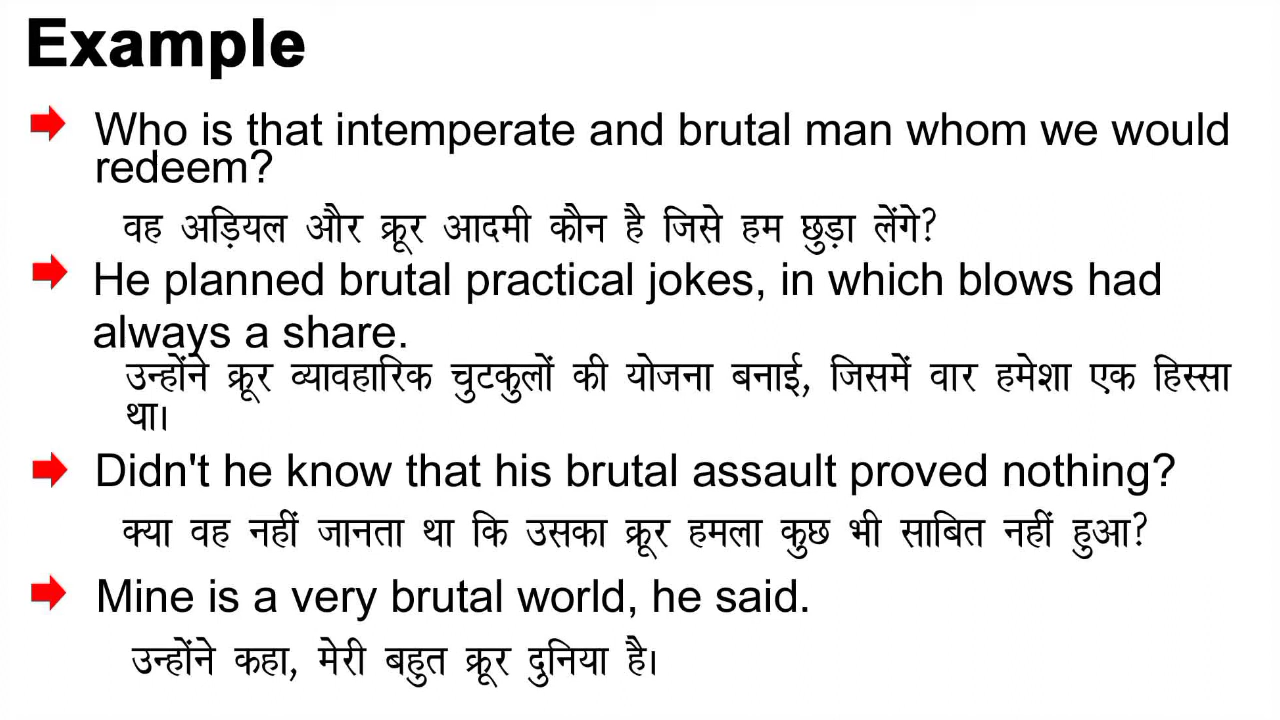 Example
Who is that intemperate and brutal man whom we would
redeem?
वह अड़ियल और क्रूर आदमी कौन है जिसे हम छुड़ा लेंगे?
He planned brutal practical jokes, in which blows had
always a share.
उन्होंने क्रूर व्यावहारिक चुटकुलों की योजना बनाई, जिसमें वार हमेशा एक हिस्सा
था।
Didn't he know that his brutal assault proved nothing?
क्या वह नहीं जानता था कि उसका क्रूर हमला कुछ भी साबित नहीं हुआ?
Mine is a very brutal world, he said.
उन्होंने कहा, मेरी बहुत क्रूर दुनिया है।